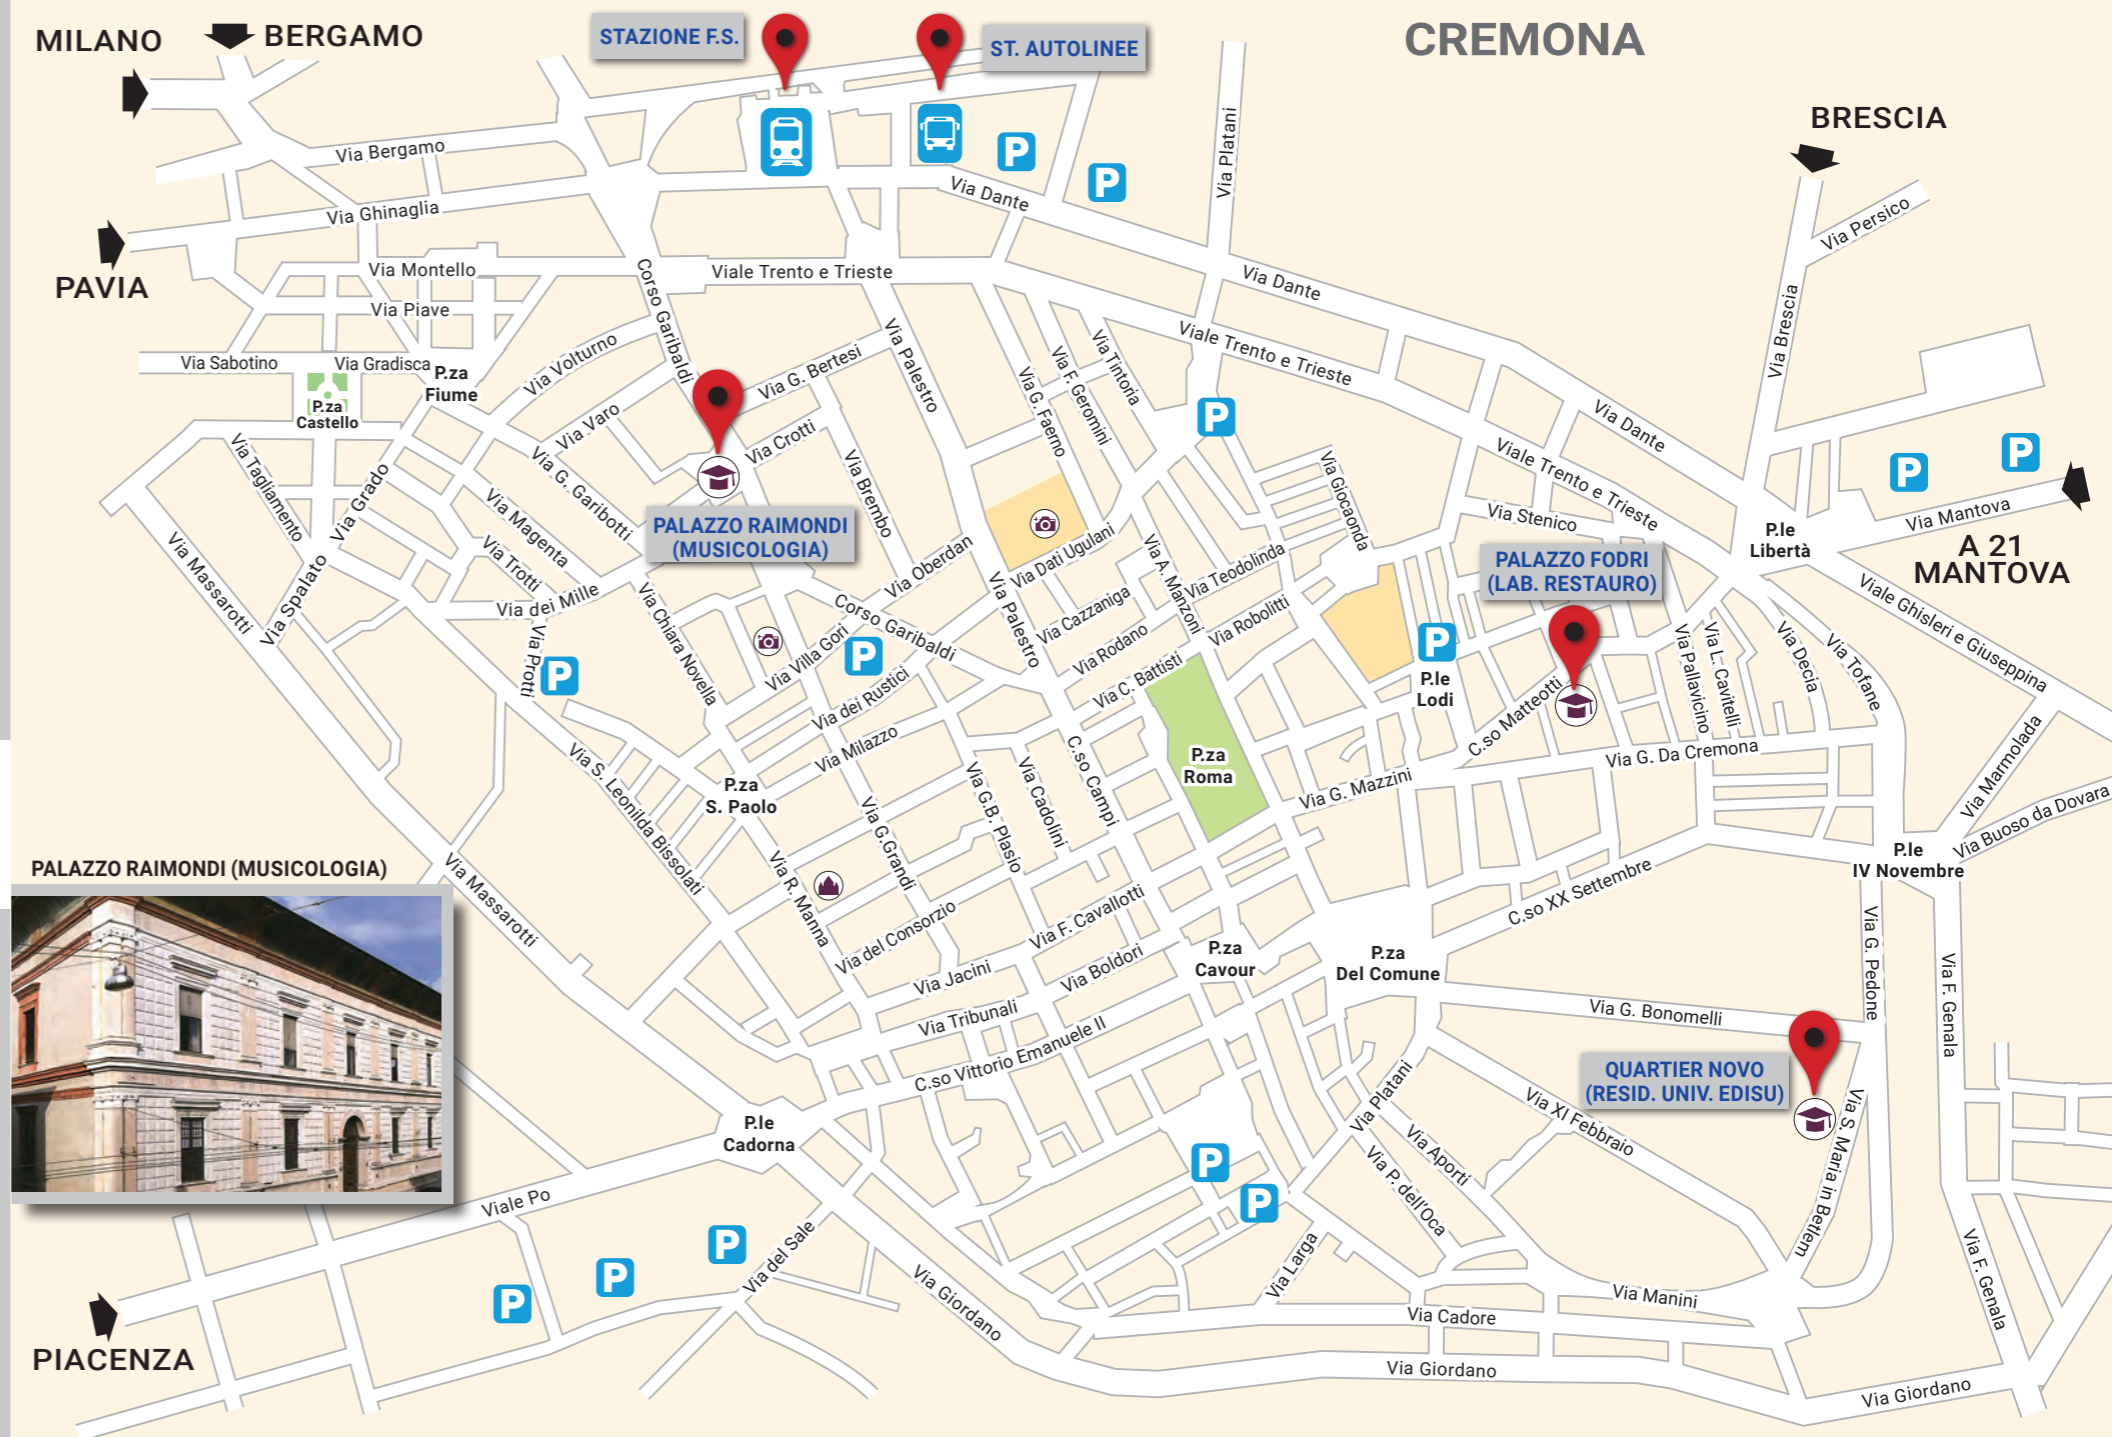 CREMONA
MILANO
BERGAMO
STAZIONE F.S.
ST. AUTOLINEE
BRESCIA
Via Platani
Via Bergamo
P
P
Via Dante
Via Ghinaglia
Via Persico
PAVIA
Via Montello
Corso Garibaldi
Viale Trento e Trieste
Via Dante
Via Piave
Via Brescia
Via Sabotino
Via Gradisca
P.za
Fiume
Via Volturno
Via G. Bertesi
Via Palestro
Via G. Faerno
Via F. Geromini
Via Tintoria
Viale Trento e Trieste
P.za
Castello
Via Varo
Via Crotti
P
Via Dante
Via Tagliamento
Via Grado
Via G. Garibotti
Via Magenta
Via Brembo
Via Giocaonda
Viale Trento e Trieste
P
P
Via Mantova
A 21
MANTOVA
P.le
Libertà
Via Stenico
PALAZZO RAIMONDI
(MUSICOLOGIA)
PALAZZO FODRI
(LAB. RESTAURO)
Via Massarotti
Via Spalato
Via Trotti
Via dei Mille
Via Oberdan
Via Dati Ugulani
Via A. Manzoni
Via Teodolinda
Viale Ghisleri e Giuseppina
Via Protti
Via Chiara Novella
Corso Garibaldi
Via Palestro
Via Cazzaniga
Via Rodano
Via Robolitti
P
Via Villa Gori
P
Via dei Rustici
Via C. Battisti
P
P.le
Lodi
Via Pallavicino
Via L. Cavitelli
Via Decia
Via Tofane
C.so Matteotti
Via Milazzo
Via S. Leonilda Bissolati
P.za
S. Paolo
P.za
Roma
C.so Campi
Via G.B. Plasio
Via Cadolini
Via G.Grandi
Via G. Mazzini
Via G. Da Cremona
Via Marmolada
Via Buoso da Dovara
P.le
IV Novembre
PALAZZO RAIMONDI (MUSICOLOGIA)
Via Massarotti
Via R. Manna
Via del Consorzio
Via F. Cavallotti
C.so XX Settembre
Via Jacini
Via Boldori
P.za
Cavour
P.za
Del Comune
Via G. Pedone
Via F. Genala
Via Tribunali
Via G. Bonomelli
C.so Vittorio Emanuele II
QUARTIER NOVO
(RESID. UNIV. EDISU)
P.le
Cadorna
Via Platani
Via XI Febbraio
Via S. Maria in Betlem
Via Aporti
Via P. dell'Oca
P
P
Viale Po
P
P
P
Via del Sale
Via Larga
Via F. Genala
Via Giordano
Via Manini
Via Cadore
PIACENZA
Via Giordano
Via Giordano